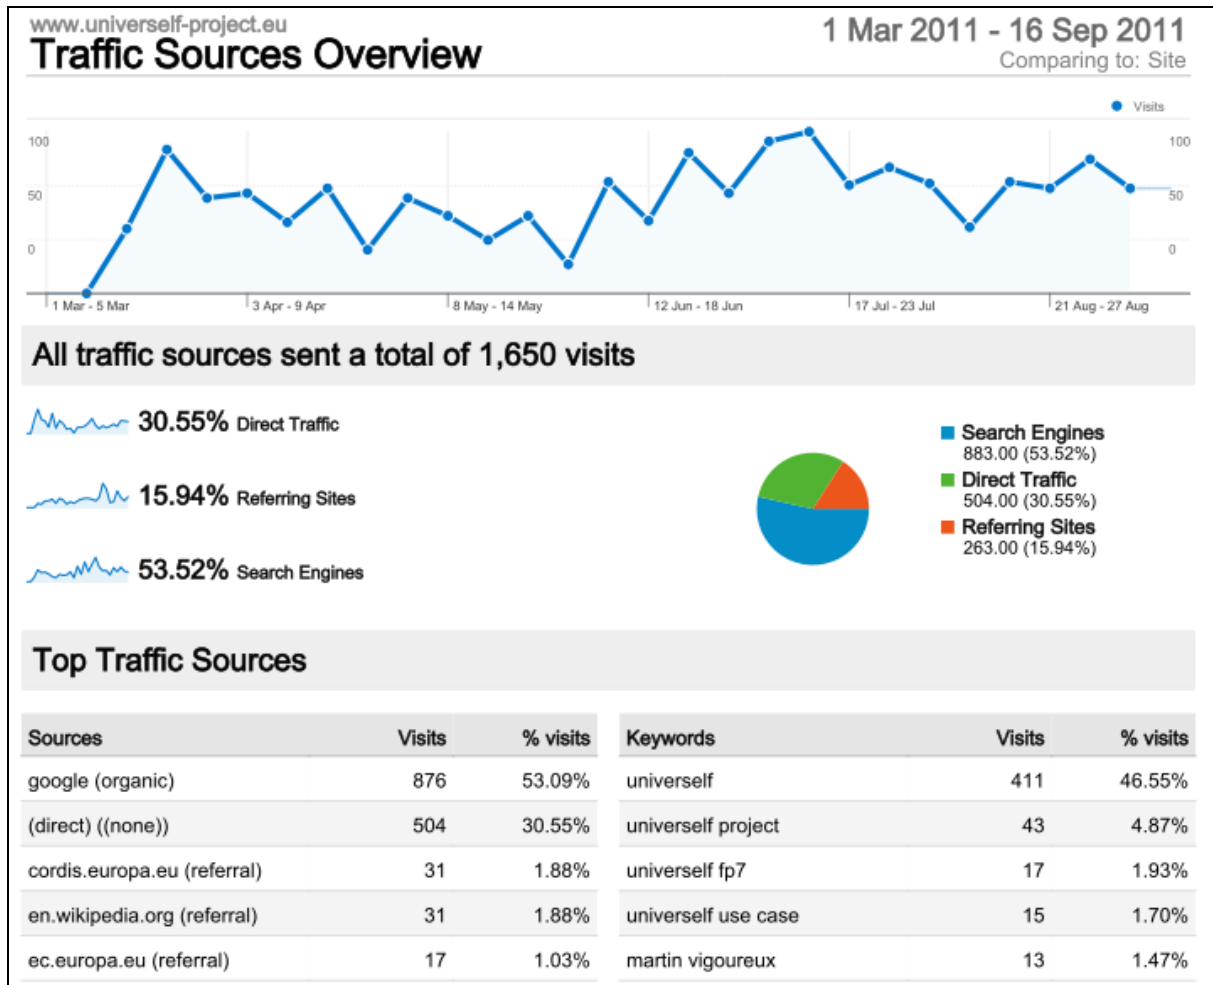 www.univerself-project.eu
Traffic Sources Overview
1 Mar 2011 - 16 Sep 2011
Comparing to: Site
Visits
100 100
50 50
0 0
1 Mar - 5 Mar 3 Apr - 9 Apr 8 May - 14 May 12 Jun - 18 Jun 17 Jul - 23 Jul 21 Aug - 27 Aug
All traffic sources sent a total of 1,650 visits
30.55% Direct Traffic
15.94% Referring Sites
53.52% Search Engines
Search Engines
883.00 (53.52%)
Direct Traffic
504.00 (30.55%)
Referring Sites
263.00 (15.94%)
Top Traffic Sources
Sources Visits % visits
google (organic) 876 53.09%
(direct) ((none)) 504 30.55%
cordis.europa.eu (referral) 31 1.88%
en.wikipedia.org (referral) 31 1.88%
ec.europa.eu (referral) 17 1.03%
Keywords Visits % visits
univerself 411 46.55%
univerself project 43 4.87%
univerself fp7 17 1.93%
univerself use case 15 1.70%
martin vigoureux 13 1.47%